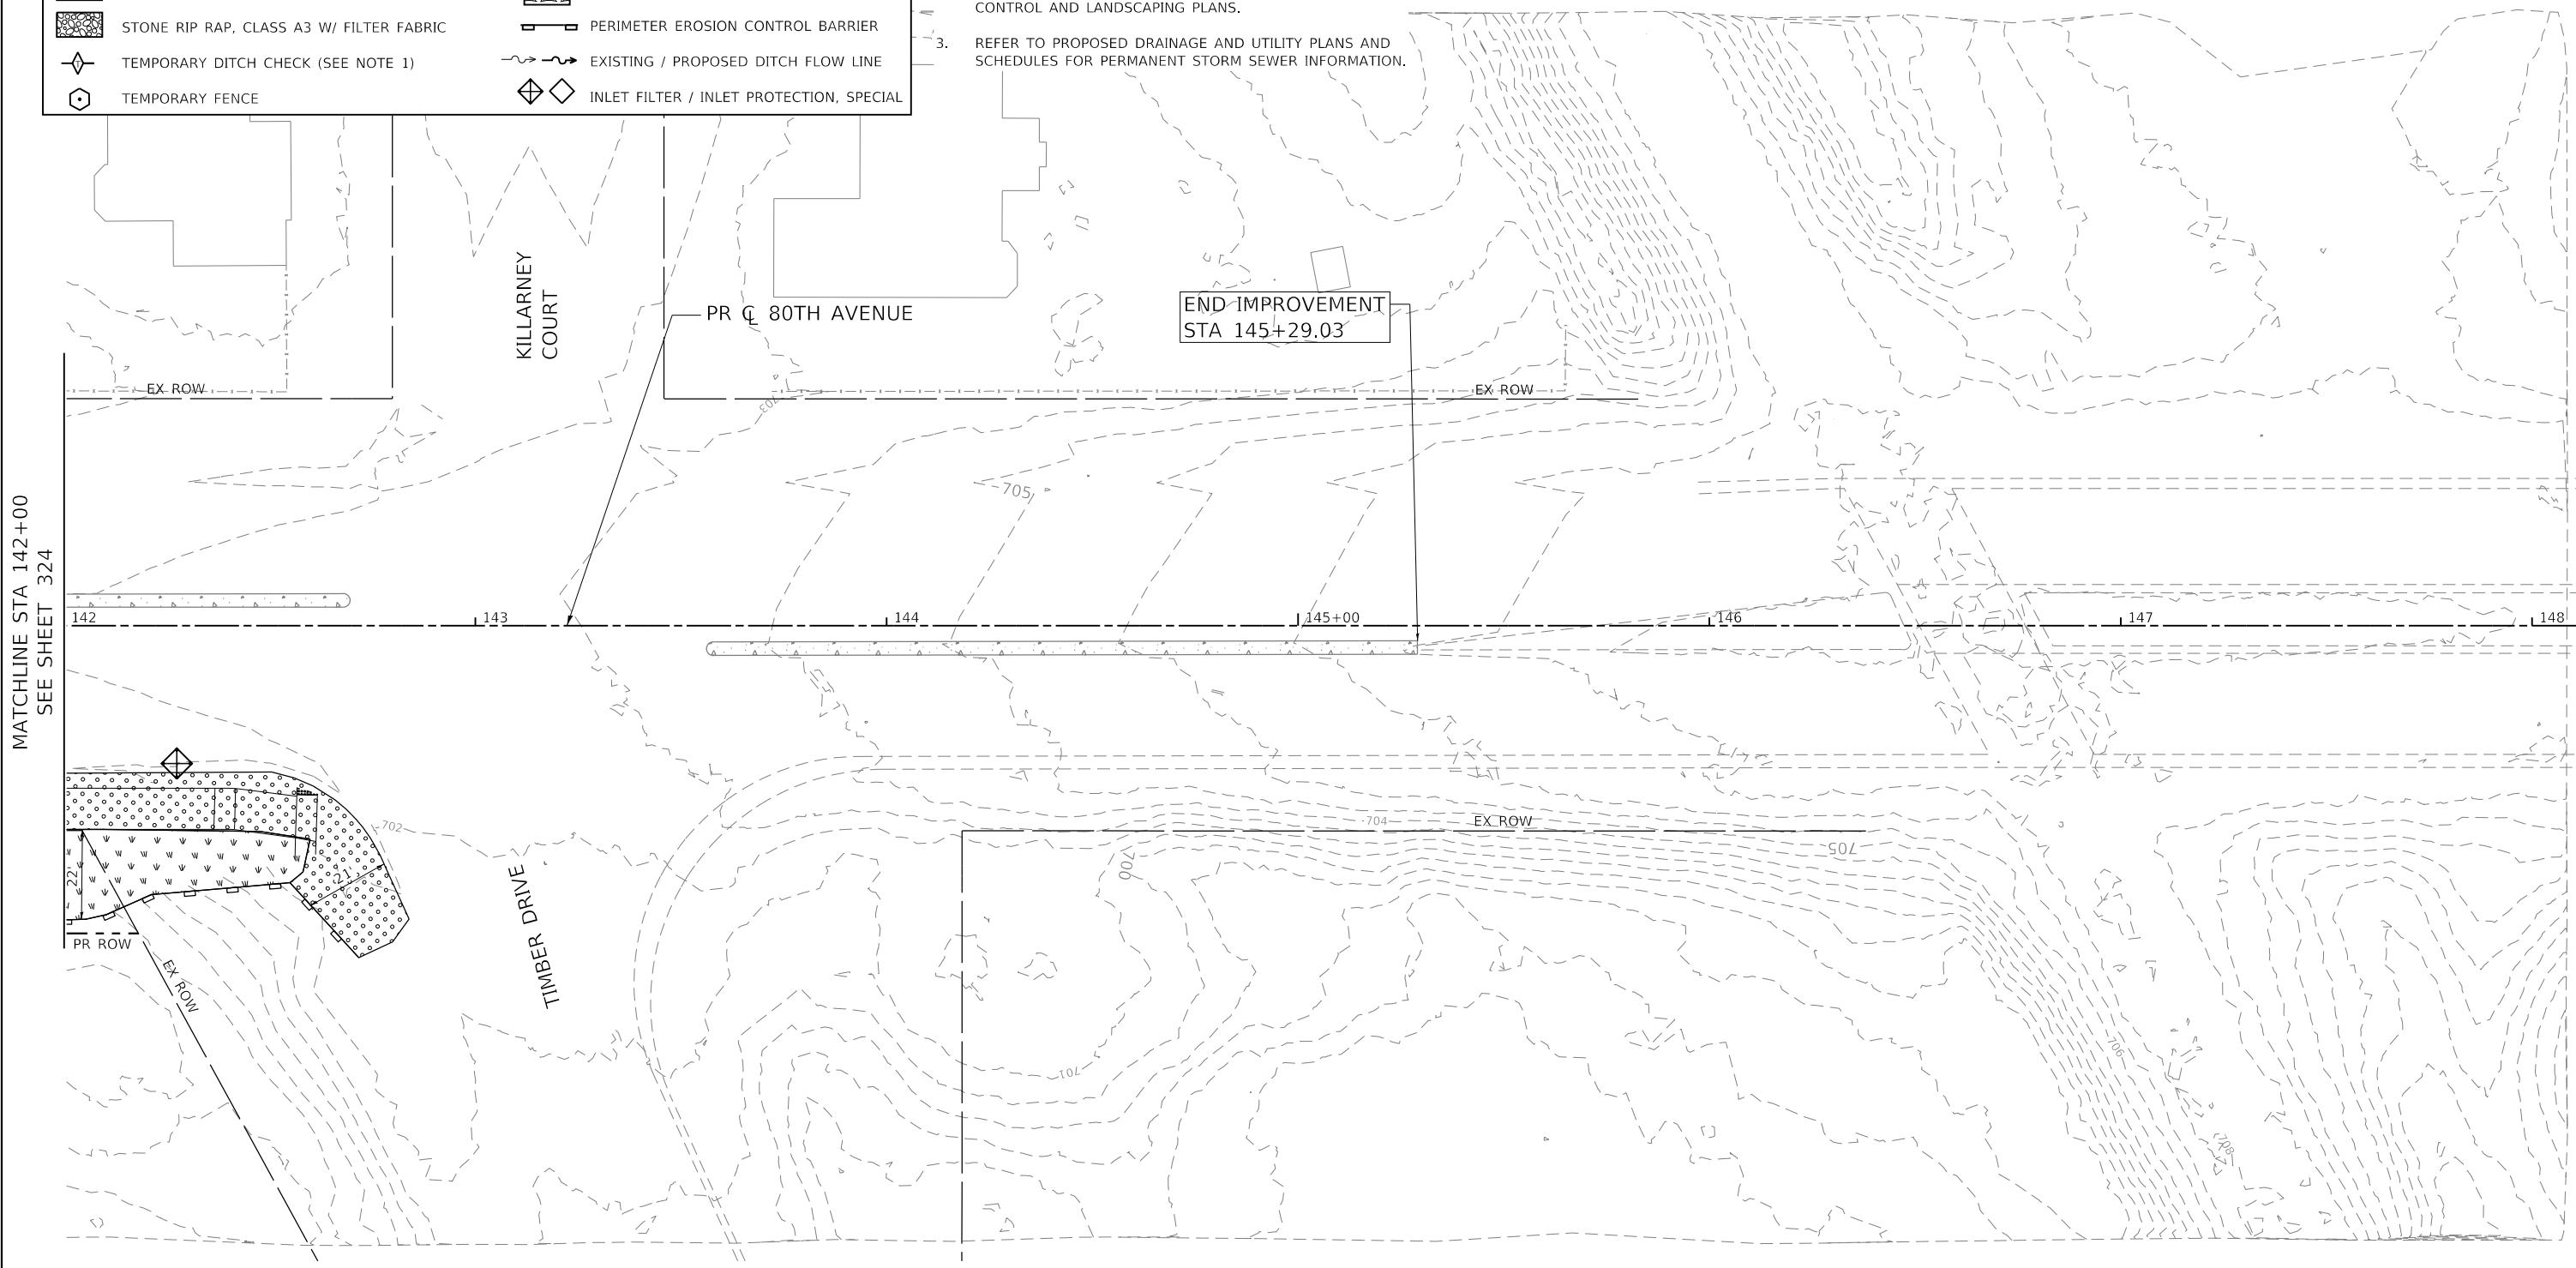 STONE RIP RAP, CLASS A3 W/ FILTER FABRIC
TEMPORARY DITCH CHECK (SEE NOTE 1)
TEMPORARY FENCE
PERIMETER EROSION CONTROL BARRIER
EXISTING / PROPOSED DITCH FLOW LINE
INLET FILTER / INLET PROTECTION, SPECIAL
CONTROL AND LANDSCAPING PLANS.
3. REFER TO PROPOSED DRAINAGE AND UTILITY PLANS AND
SCHEDULES FOR PERMANENT STORM SEWER INFORMATION.
KILLARNEY
COURT
PR ℄ 80TH AVENUE
END IMPROVEMENT
STA 145+29.03
EX ROW
EX ROW
703
705
MATCHLINE STA 142+00
SEE SHEET 324
142
143
144
145+00
146
147
148
702
704
EX ROW
705
700
22'
21'
TIMBER DRIVE
PR ROW
EX ROW
701
706
708